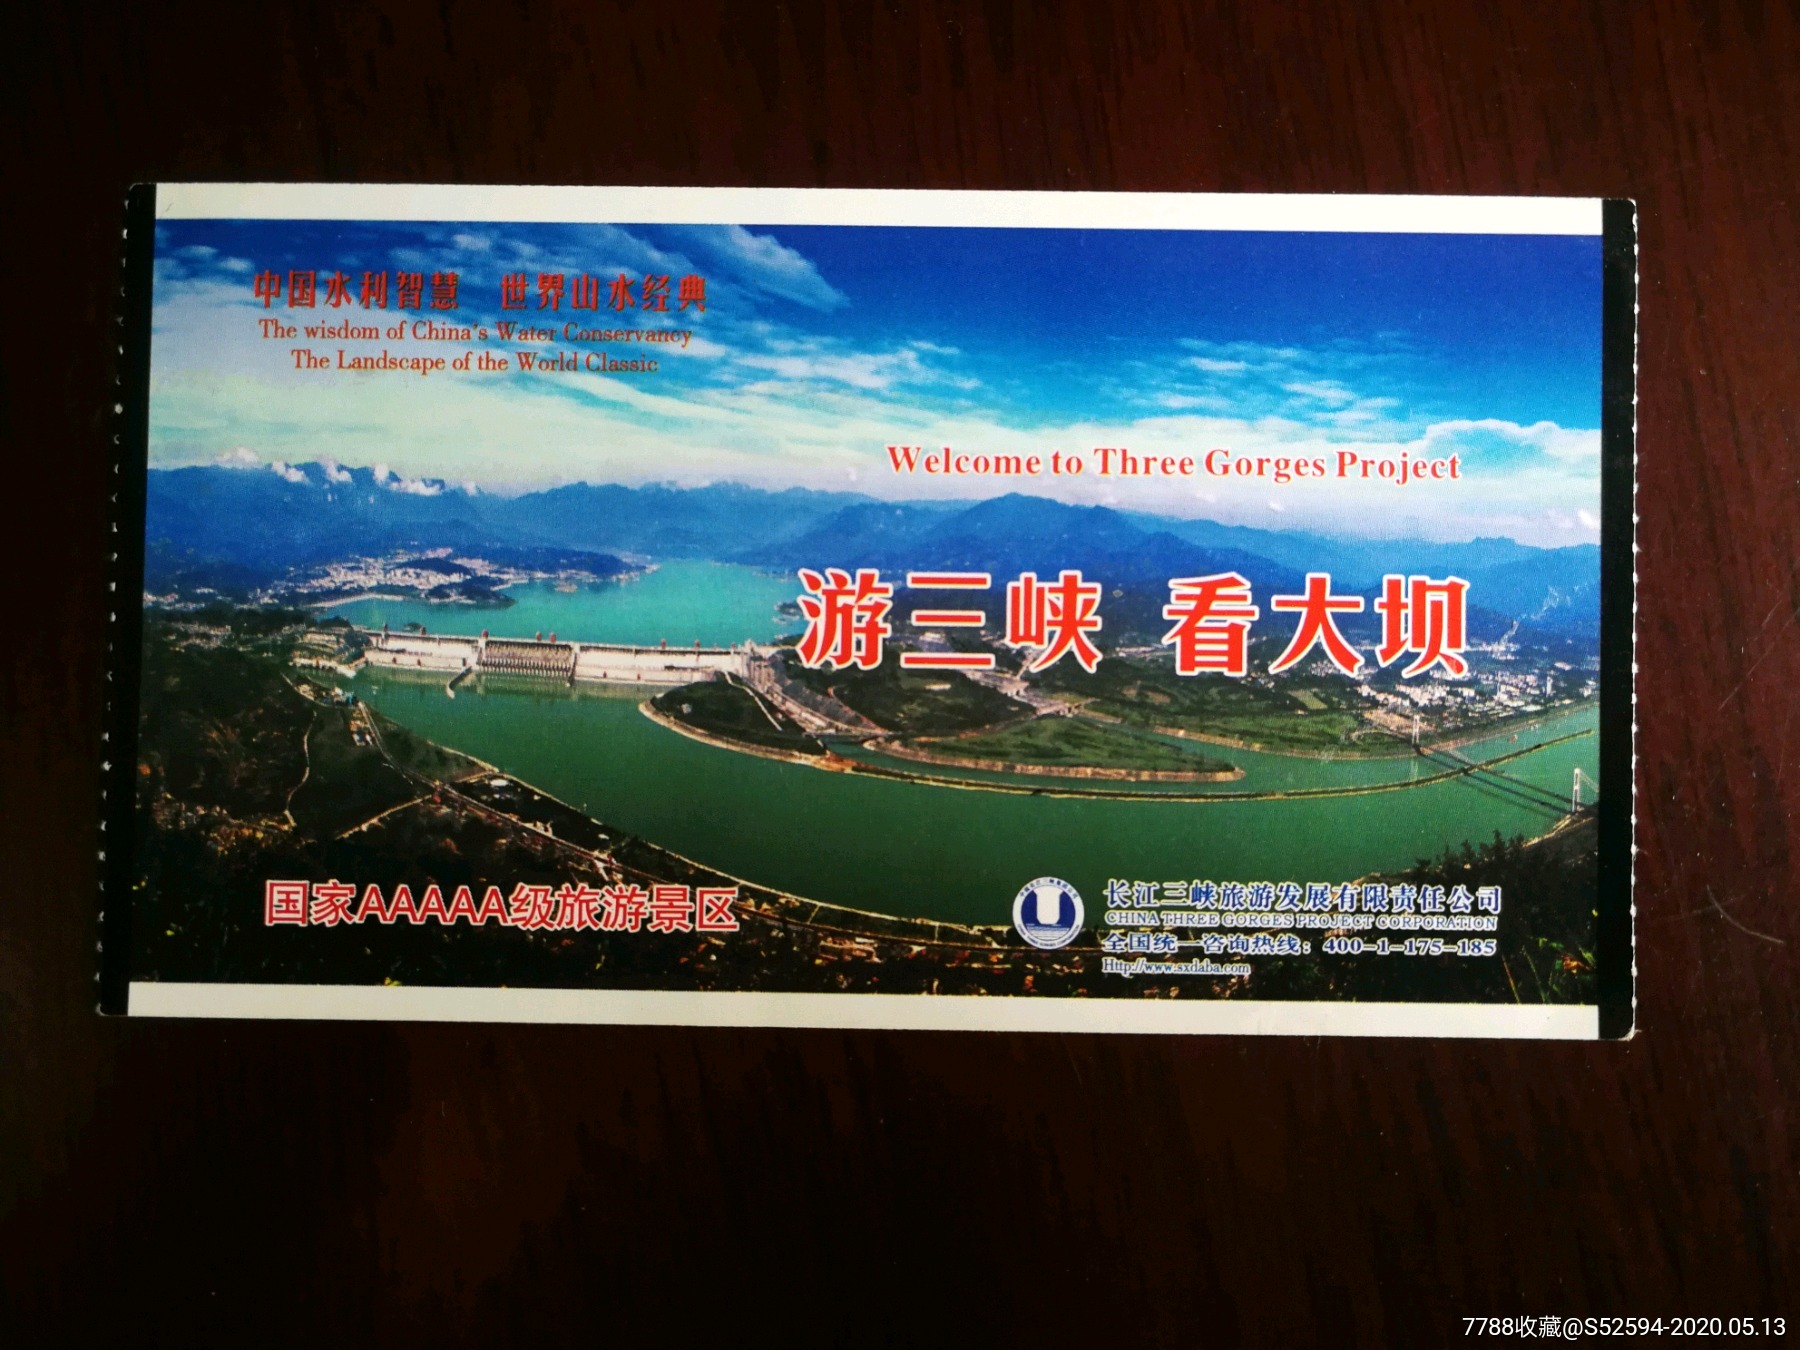 中国水利智慧 世界山水经典
The wisdom of China's Water Conservancy
The Landscape of the World Classic
Welcome to Three Gorges Project
游三峡 看大坝
国家AAAAA级旅游景区
长江三峡旅游发展有限责任公司
CHINA THREE GORGES PROJECT CORPORATION
全国统一咨询热线：400-1-175-185
Http://www.sxdaba.com
7788收藏@S52594-2020.05.13